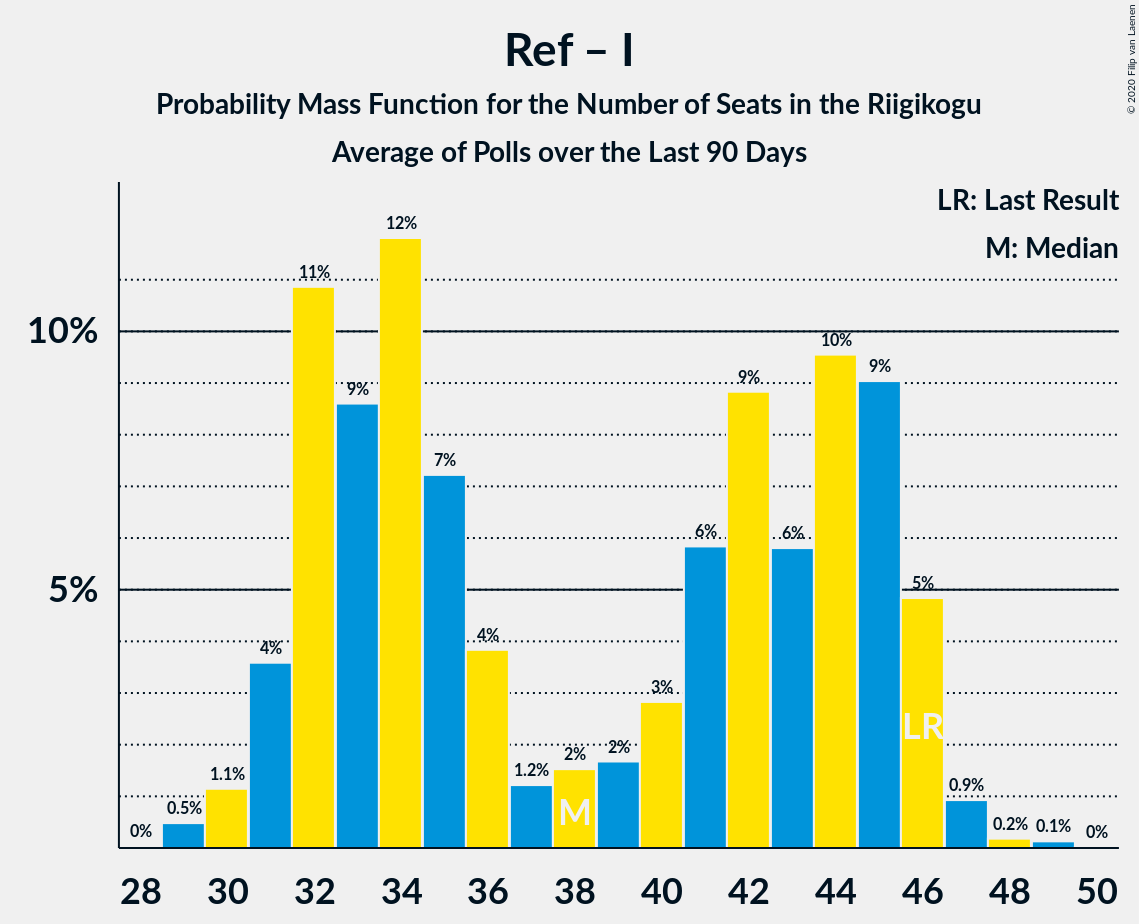 Ref – I
Probability Mass Function for the Number of Seats in the Riigikogu
Average of Polls over the Last 90 Days
© 2020 Filip van Laenen
LR: Last Result
M: Median
10%
5%
0%
0.5%
1.1%
4%
11%
9%
12%
7%
4%
1.2%
2%
2%
3%
6%
9%
6%
10%
9%
5%
0.9%
0.2%
0.1%
0%
M
LR
28 30 32 34 36 38 40 42 44 46 48 50